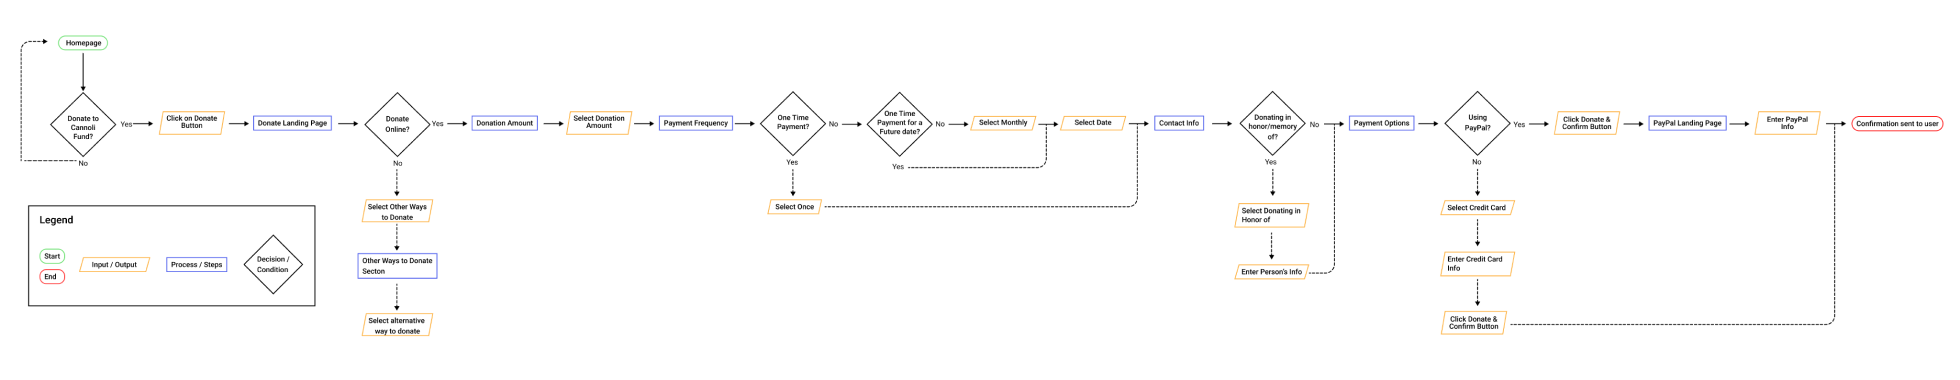 Homepage
Donate to
Cannoli
Fund?
Yes
No
Click on Donate
Button
Donate Landing Page
Donate
Online?
Yes
No
Select Other Ways
to Donate
Other Ways to Donate
Secton
Select alternative
way to donate
Donation Amount
Select Donation
Amount
Payment Frequency
One Time
Payment?
No
Yes
Select Once
One Time
Payment for a
Future date?
No
Yes
Select Monthly
Select Date
Contact Info
Donating in
honor/memory
of?
No
Yes
Select Donating in
Honor of
Enter Person's Info
Payment Options
Using
PayPal?
Yes
No
Select Credit Card
Enter Credit Card
Info
Click Donate &
Confirm Button
Click Donate &
Confirm Button
PayPal Landing Page
Enter PayPal
Info
Confirmation sent to user
Legend
Start
End
Input / Output
Process / Steps
Decision /
Condition